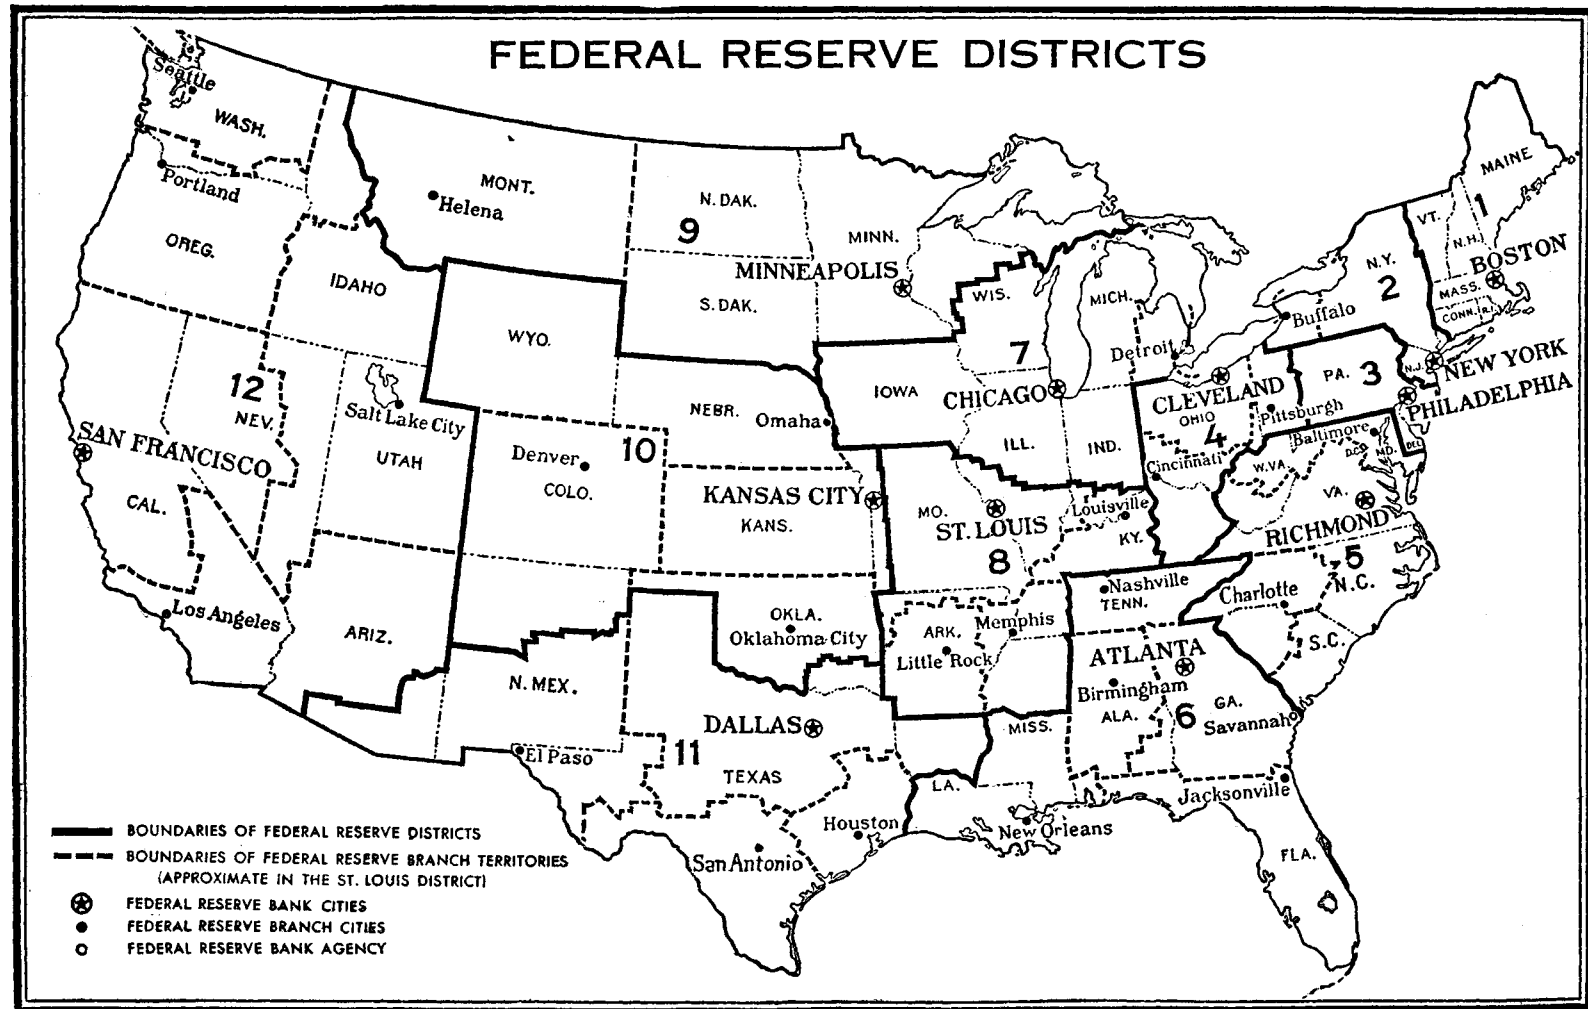 FEDERAL RESERVE DISTRICTS
Seattle
WASH.
Portland
OREG.
IDAHO
MONT.
Helena
N. DAK.
9
MINN.
MINNEAPOLIS
S. DAK.
WYO.
WIS.
MICH.
7
Detroit
CHICAGO
IOWA
ILL.
IND.
MAINE
VT.
1
N.H.
BOSTON
MASS.
CONN.
R.I.
N.Y.
2
Buffalo
NEW YORK
N.J.
PA.
3
PHILADELPHIA
CLEVELAND
OHIO
4
Pittsburgh
Cincinnati
Baltimore
D.C.
MD.
DEL.
W.VA.
VA.
RICHMOND
5
N.C.
Charlotte
S.C.
12
NEV.
SAN FRANCISCO
CAL.
Salt Lake City
UTAH
Los Angeles
ARIZ.
NEBR.
Omaha
10
Denver
COLO.
KANSAS CITY
KANS.
MO.
ST. LOUIS
8
Louisville
KY.
Nashville
TENN.
Memphis
ARK.
Little Rock
OKLA.
Oklahoma City
N. MEX.
El Paso
DALLAS
11
TEXAS
Houston
San Antonio
LA.
New Orleans
MISS.
ATLANTA
Birmingham
ALA.
6
GA.
Savannah
Jacksonville
FLA.
BOUNDARIES OF FEDERAL RESERVE DISTRICTS
BOUNDARIES OF FEDERAL RESERVE BRANCH TERRITORIES
(APPROXIMATE IN THE ST. LOUIS DISTRICT)
FEDERAL RESERVE BANK CITIES
FEDERAL RESERVE BRANCH CITIES
FEDERAL RESERVE BANK AGENCY